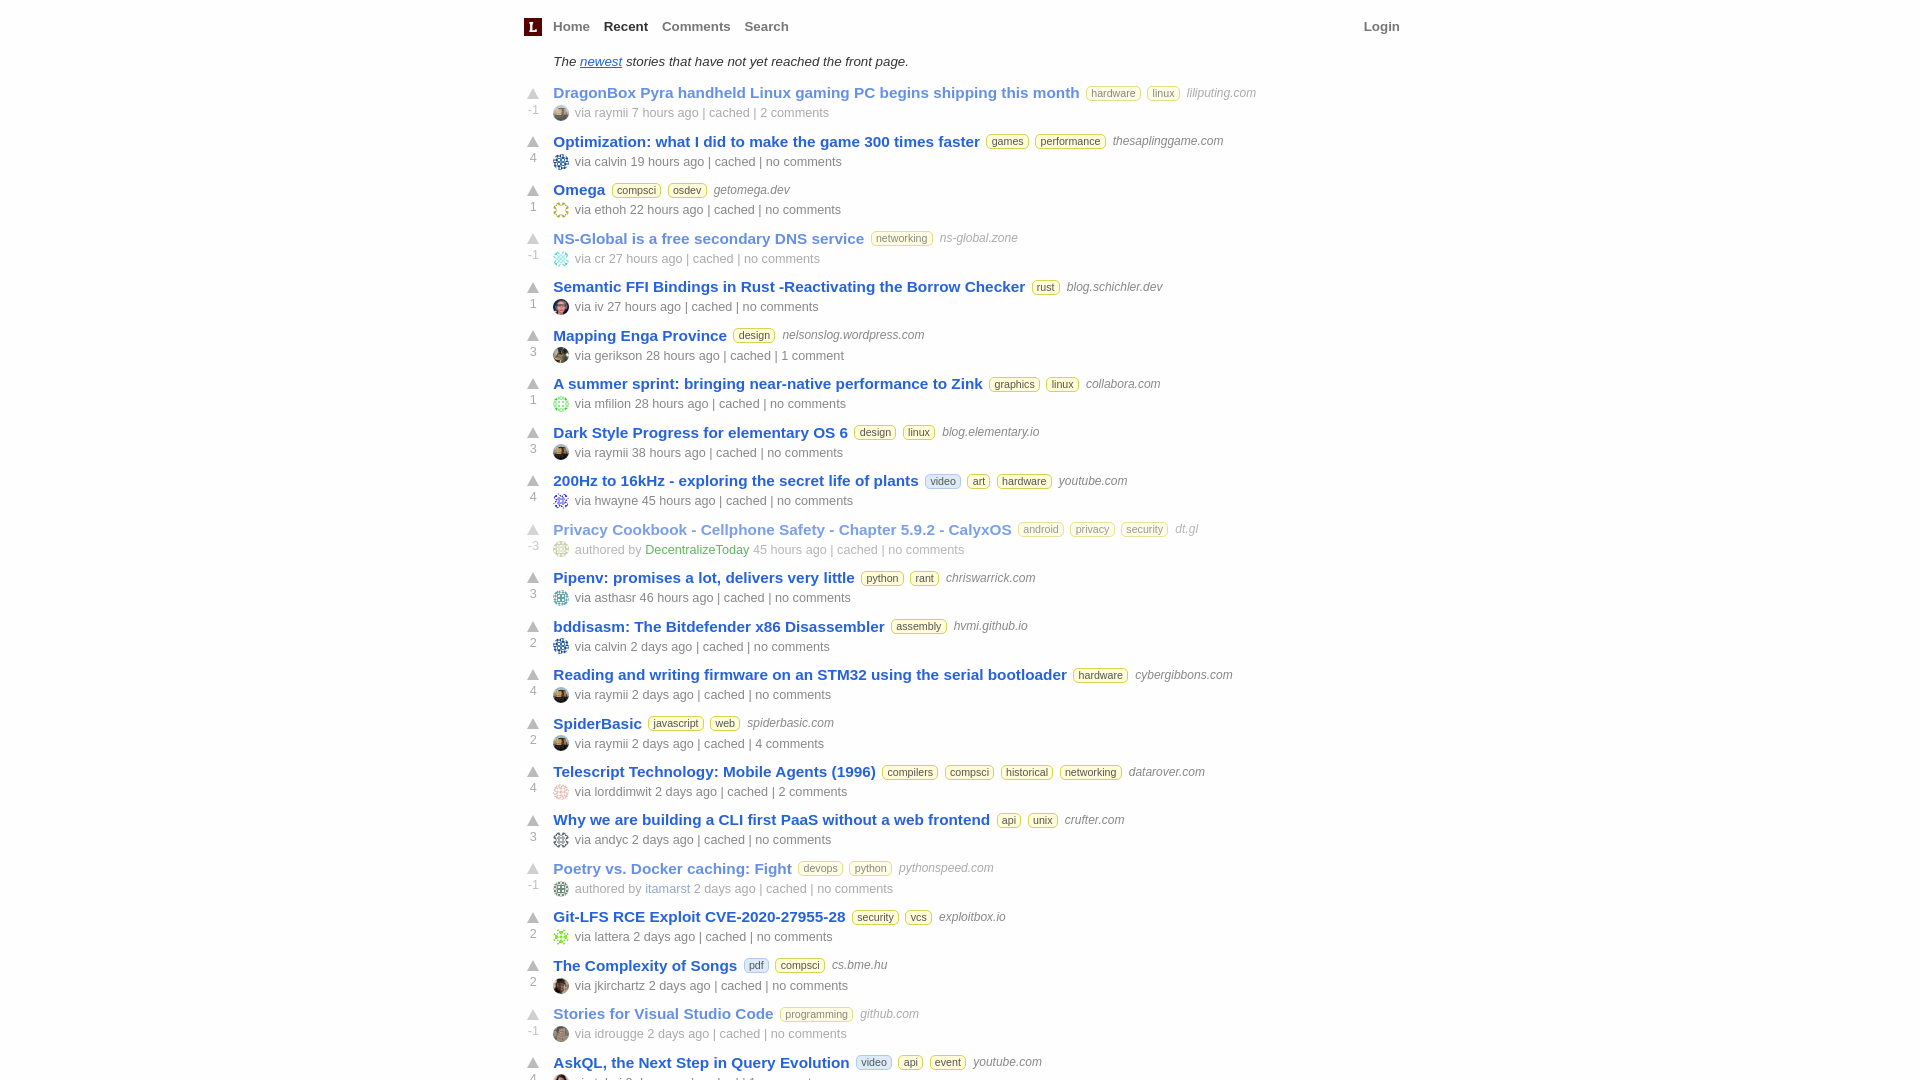 L Home Recent Comments Search Login
The newest stories that have not yet reached the front page.
DragonBox Pyra handheld Linux gaming PC begins shipping this month hardware linux liliputing.com
-1 via raymii 7 hours ago | cached | 2 comments
Optimization: what I did to make the game 300 times faster games performance thesaplinggame.com
4 via calvin 19 hours ago | cached | no comments
Omega compsci osdev getomega.dev
1 via ethoh 22 hours ago | cached | no comments
NS-Global is a free secondary DNS service networking ns-global.zone
-1 via cr 27 hours ago | cached | no comments
Semantic FFI Bindings in Rust -Reactivating the Borrow Checker rust blog.schichler.dev
1 via iv 27 hours ago | cached | no comments
Mapping Enga Province design nelsonslog.wordpress.com
3 via gerikson 28 hours ago | cached | 1 comment
A summer sprint: bringing near-native performance to Zink graphics linux collabora.com
1 via mfilion 28 hours ago | cached | no comments
Dark Style Progress for elementary OS 6 design linux blog.elementary.io
3 via raymii 38 hours ago | cached | no comments
200Hz to 16kHz - exploring the secret life of plants video art hardware youtube.com
4 via hwayne 45 hours ago | cached | no comments
Privacy Cookbook - Cellphone Safety - Chapter 5.9.2 - CalyxOS android privacy security dt.gl
-3 authored by DecentralizeToday 45 hours ago | cached | no comments
Pipenv: promises a lot, delivers very little python rant chriswarrick.com
3 via asthasr 46 hours ago | cached | no comments
bddisasm: The Bitdefender x86 Disassembler assembly hvmi.github.io
2 via calvin 2 days ago | cached | no comments
Reading and writing firmware on an STM32 using the serial bootloader hardware cybergibbons.com
4 via raymii 2 days ago | cached | no comments
SpiderBasic javascript web spiderbasic.com
2 via raymii 2 days ago | cached | 4 comments
Telescript Technology: Mobile Agents (1996) compilers compsci historical networking datarover.com
4 via lorddimwit 2 days ago | cached | 2 comments
Why we are building a CLI first PaaS without a web frontend api unix crufter.com
3 via andyc 2 days ago | cached | no comments
Poetry vs. Docker caching: Fight devops python pythonspeed.com
-1 authored by itamarst 2 days ago | cached | no comments
Git-LFS RCE Exploit CVE-2020-27955-28 security vcs exploitbox.io
2 via lattera 2 days ago | cached | no comments
The Complexity of Songs pdf compsci cs.bme.hu
2 via jkirchartz 2 days ago | cached | no comments
Stories for Visual Studio Code programming github.com
-1 via idrougge 2 days ago | cached | no comments
AskQL, the Next Step in Query Evolution video api event youtube.com